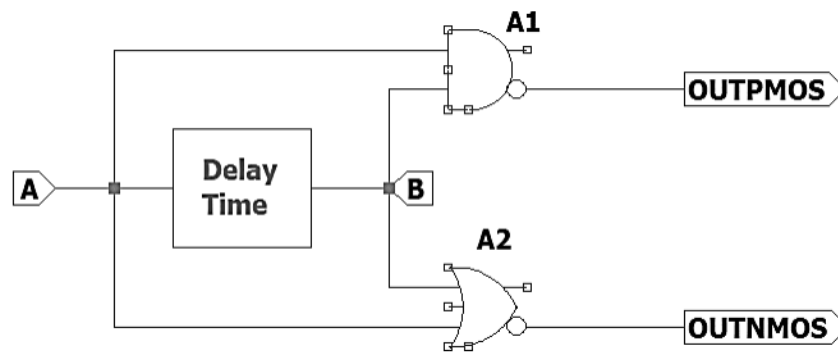 A1
OUTPMOS
Delay
Time
A
B
A2
OUTNMOS